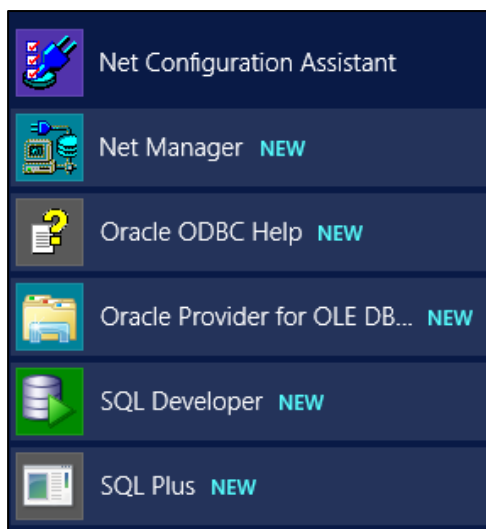 Net Configuration Assistant
Net Manager NEW
Oracle ODBC Help NEW
Oracle Provider for OLE DB... NEW
SQL Developer NEW
SQL Plus NEW